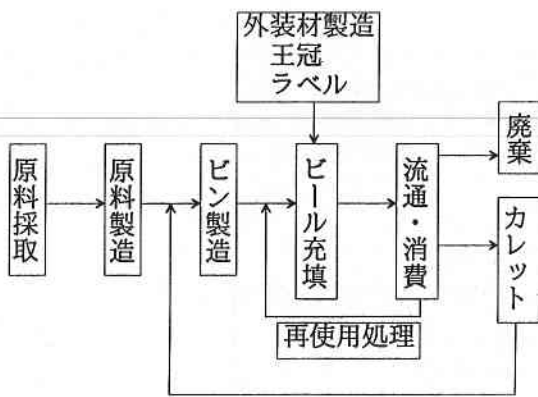 外装材製造
王冠
ラベル
原料採取
原料製造
ビン製造
ビール充填
流通・消費
廃棄
カレット
再使用処理